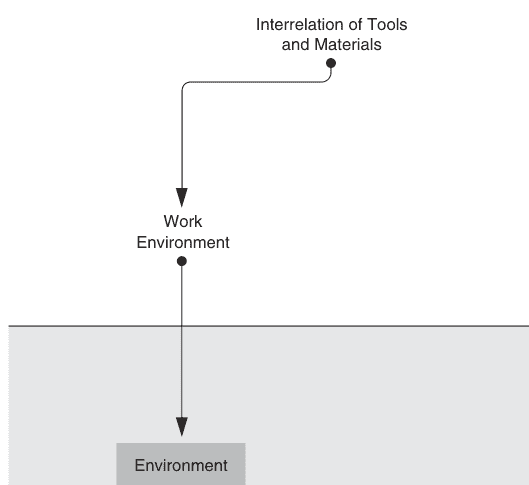 Interrelation of Tools
and Materials
Work
Environment
Environment